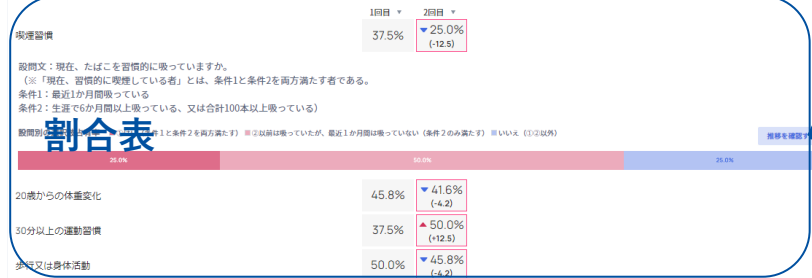 1回目 ▼ 2回目 ▼
喫煙習慣 37.5% ▼25.0% (-12.5)
設問文：現在、たばこを習慣的に吸っていますか。
（※「現在、習慣的に喫煙している者」とは、条件1と条件2を両方満たす者である。
条件1：最近1か月間吸っている
条件2：生涯で6か月間以上吸っている、又は合計100本以上吸っている）
設問別の 条件1と条件2を両方満たす） ■②以前は吸っていたが、最近1か月間は吸っていない（条件2のみ満たす） ■いいえ（①②以外）
割合表
推移を確認す
25.0% 50.0% 25.0%
20歳からの体重変化 45.8% ▼41.6% (-4.2)
30分以上の運動習慣 37.5% ▲50.0% (+12.5)
歩行又は身体活動 50.0% ▼45.8% (-4.2)